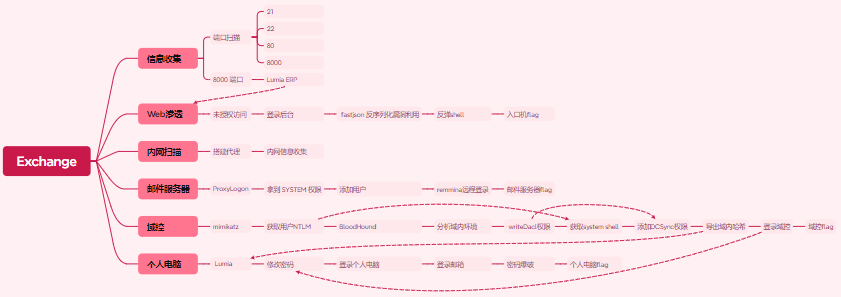 Exchange
信息收集
端口扫描
21
22
80
8000
8000 端口
Lumia ERP
Web渗透
未授权访问
登录后台
fastjson 反序列化漏洞利用
反弹shell
入口机flag
内网扫描
搭建代理
内网信息收集
邮件服务器
ProxyLogon
拿到 SYSTEM 权限
添加用户
remmina远程登录
邮件服务器flag
域控
mimikatz
获取用户NTLM
BloodHound
分析域内环境
writeDacl权限
获取system shell
添加DCSync权限
导出域内哈希
登录域控
域控flag
个人电脑
Lumia
修改密码
登录个人电脑
登录邮箱
密码爆破
个人电脑flag